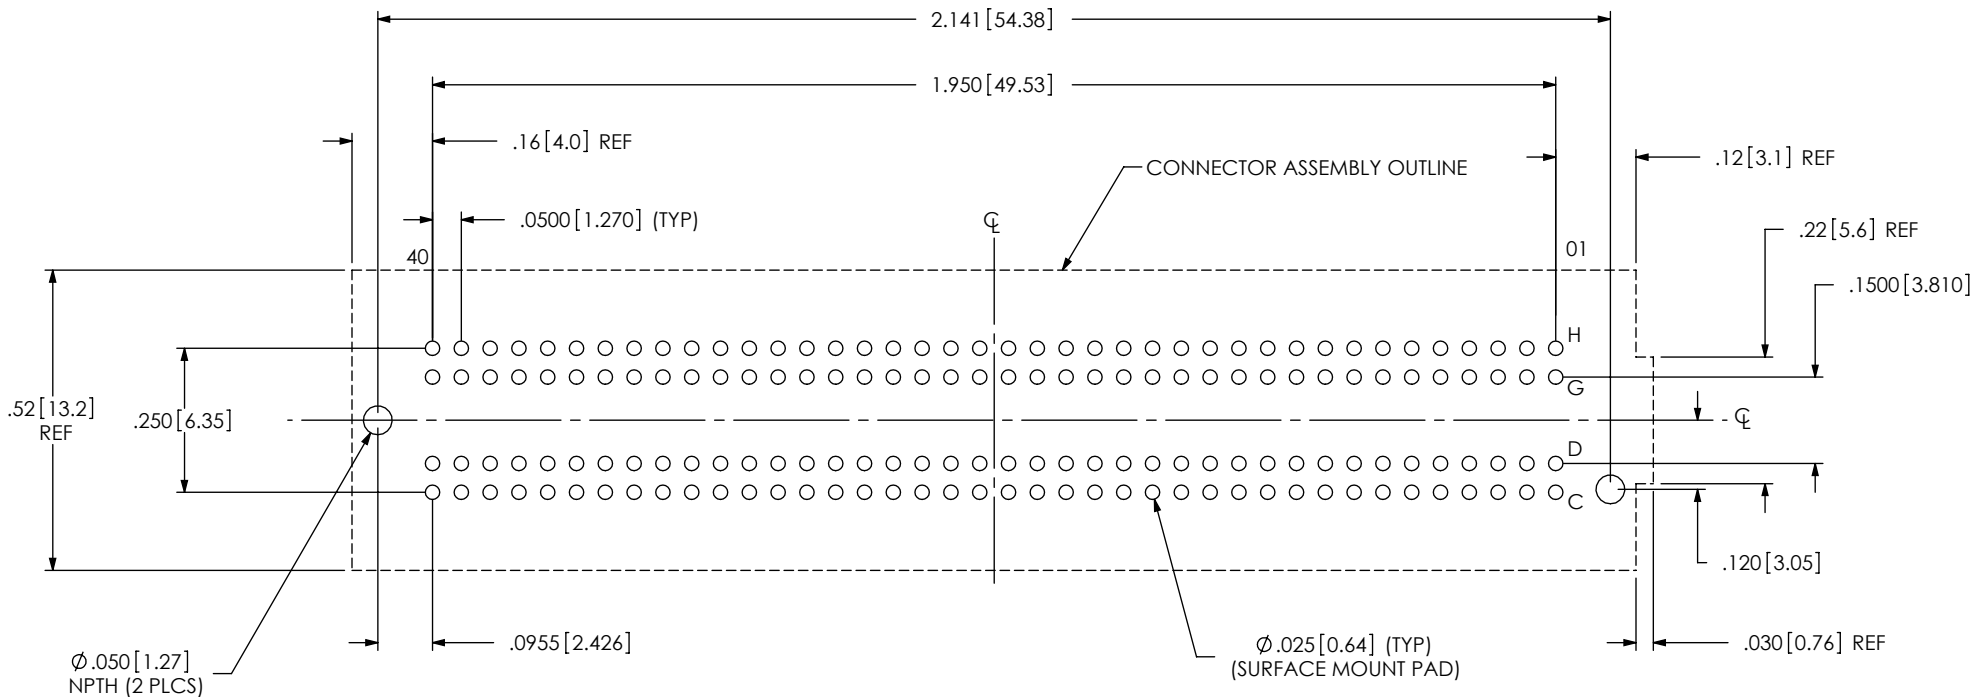 2.141[54.38]
1.950[49.53]
.16[4.0] REF
CONNECTOR ASSEMBLY OUTLINE
.12[3.1] REF
.0500[1.270] (TYP)
℄
.22[5.6] REF
40
01
.1500[3.810]
H
G
.52[13.2]
REF
.250[6.35]
℄
D
C
.120[3.05]
.0955[2.426]
Ø.025[0.64] (TYP)
(SURFACE MOUNT PAD)
.030[0.76] REF
Ø.050[1.27]
NPTH (2 PLCS)